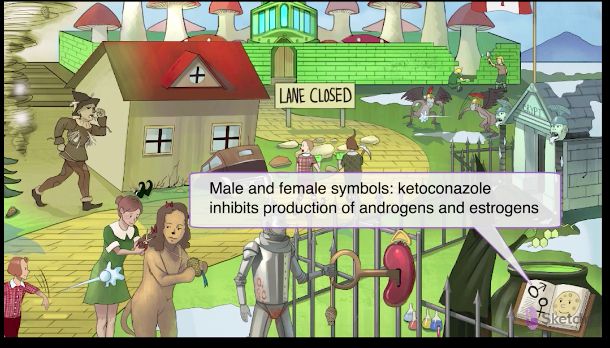 LANE CLOSED
Male and female symbols: ketoconazole
inhibits production of androgens and estrogens